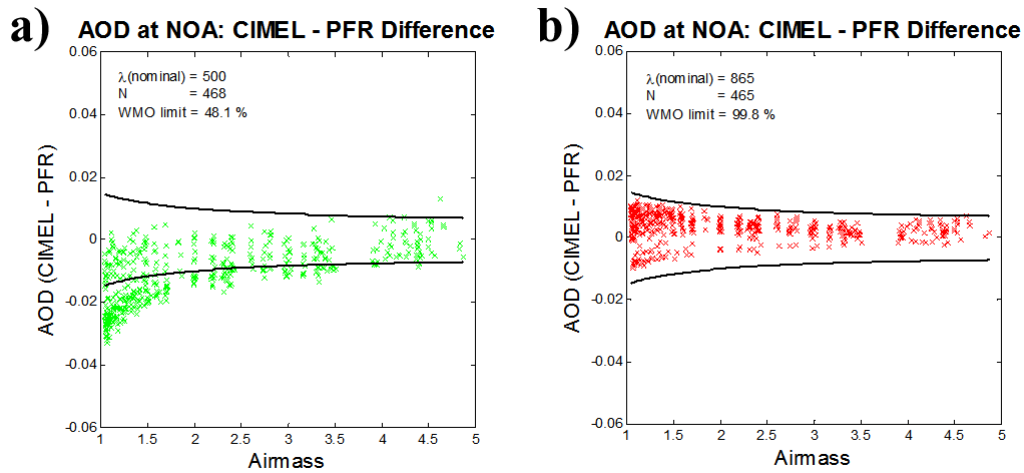 a) AOD at NOA: CIMEL - PFR Difference
λ(nominal) = 500
N = 468
WMO limit = 48.1 %
AOD (CIMEL - PFR)
0.06
0.04
0.02
0
-0.02
-0.04
-0.06
1 1.5 2 2.5 3 3.5 4 4.5 5
Airmass
b) AOD at NOA: CIMEL - PFR Difference
λ(nominal) = 865
N = 465
WMO limit = 99.8 %
AOD (CIMEL - PFR)
0.06
0.04
0.02
0
-0.02
-0.04
-0.06
1 1.5 2 2.5 3 3.5 4 4.5 5
Airmass